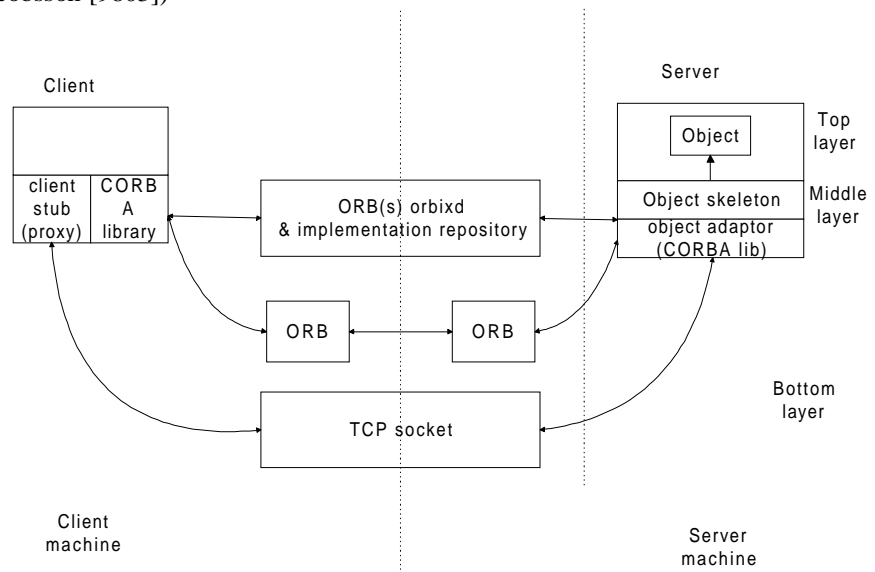 [9803])
Client
Server
Top
layer
Object
client
stub
(proxy)
CORB
A
library
ORB(s) orbixd
& implementation repository
Object skeleton
Middle
layer
object adaptor
(CORBA lib)
ORB
ORB
Bottom
layer
TCP socket
Client
machine
Server
machine